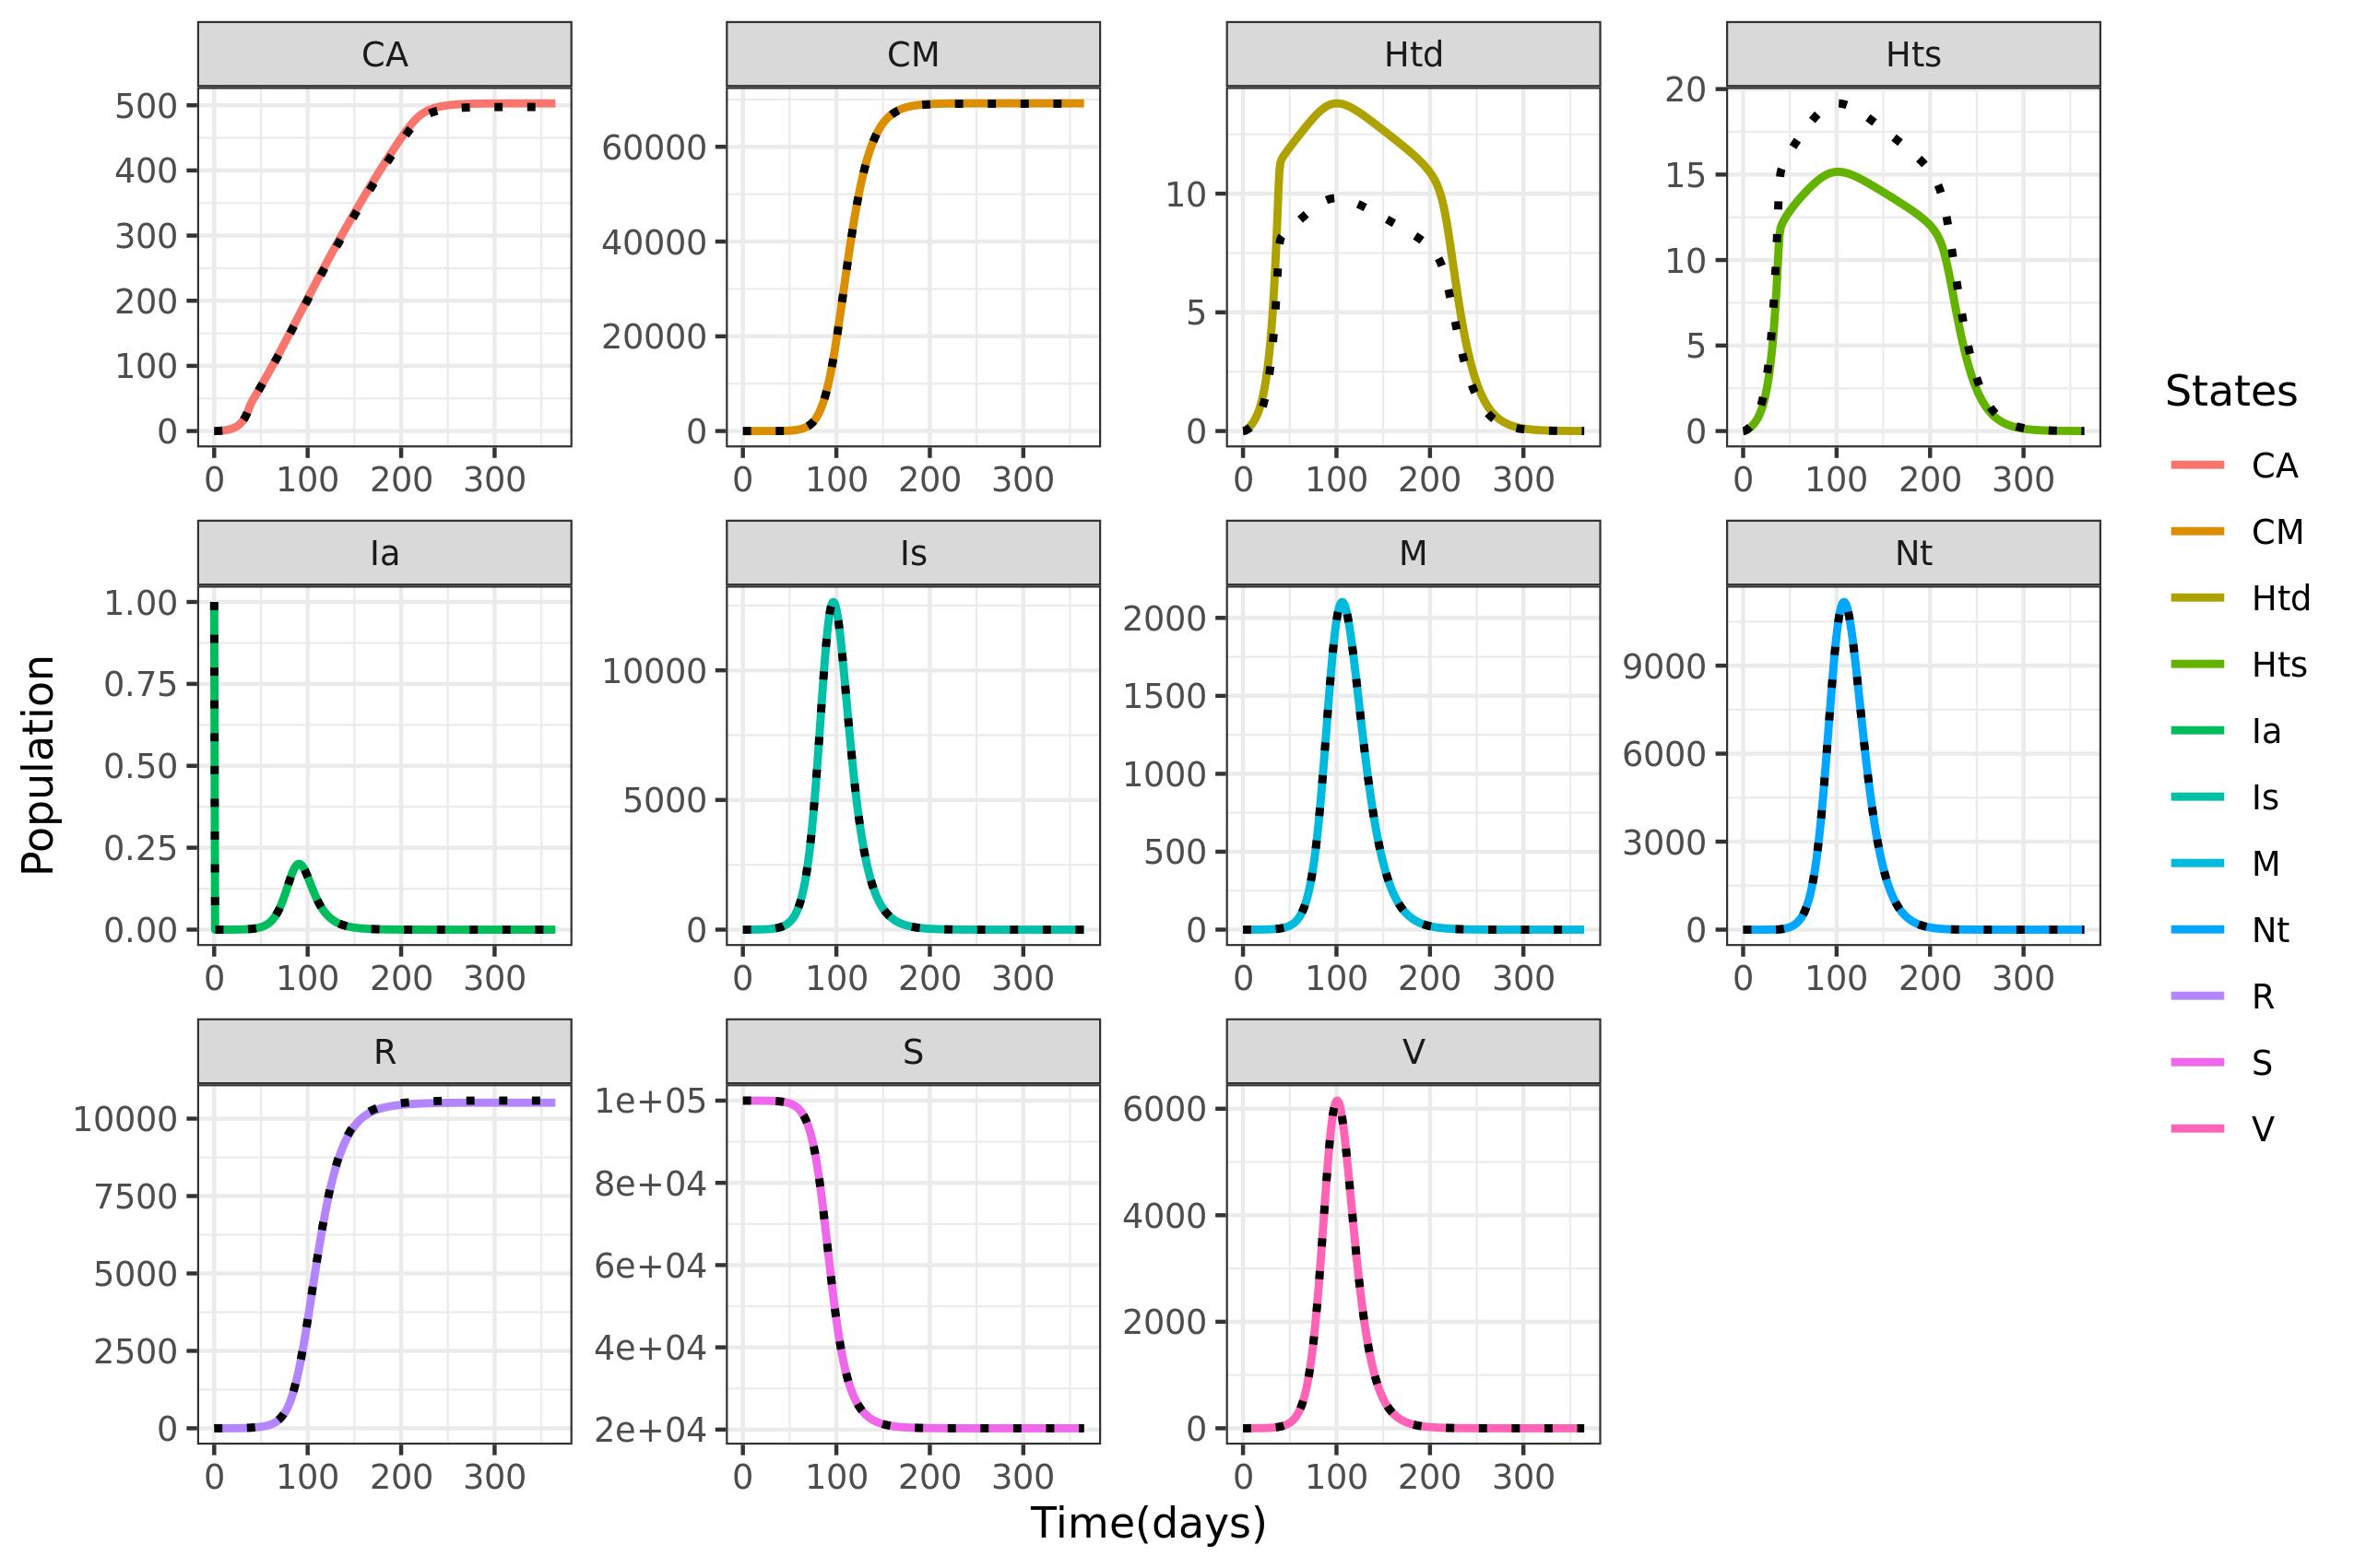 CA
CM
Htd
Hts
500
400
300
200
100
0
60000
40000
20000
0
10
5
0
20
15
10
5
0
0 100 200 300
0 100 200 300
0 100 200 300
0 100 200 300
Ia
Is
M
Nt
1.00
0.75
0.50
0.25
0.00
10000
5000
0
2000
1500
1000
500
0
9000
6000
3000
0
0 100 200 300
0 100 200 300
0 100 200 300
0 100 200 300
R
S
V
10000
7500
5000
2500
0
1e+05
8e+04
6e+04
4e+04
2e+04
6000
4000
2000
0
0 100 200 300
0 100 200 300
0 100 200 300
Population
Time(days)
States
CA
CM
Htd
Hts
Ia
Is
M
Nt
R
S
V